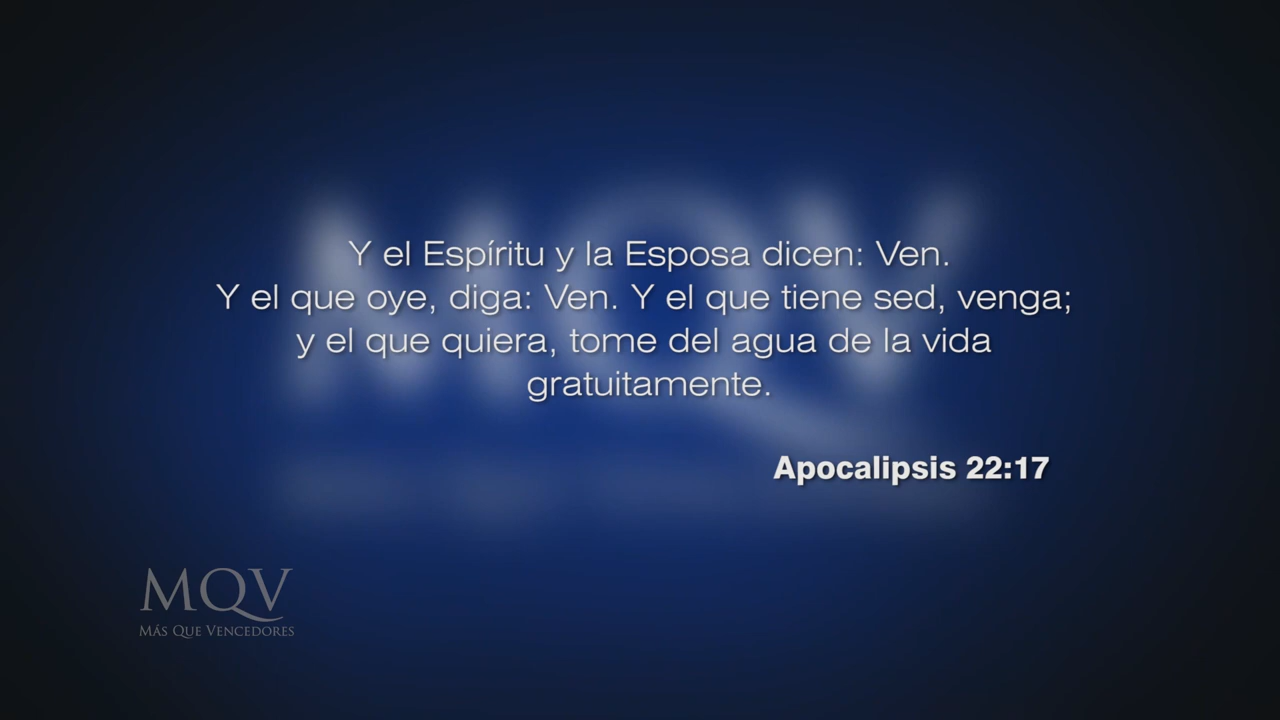 Y el Espíritu y la Esposa dicen: Ven.
Y el que oye, diga: Ven. Y el que tiene sed, venga;
y el que quiera, tome del agua de la vida
gratuitamente.
Apocalipsis 22:17
MQV
MÁS QUE VENCEDORES